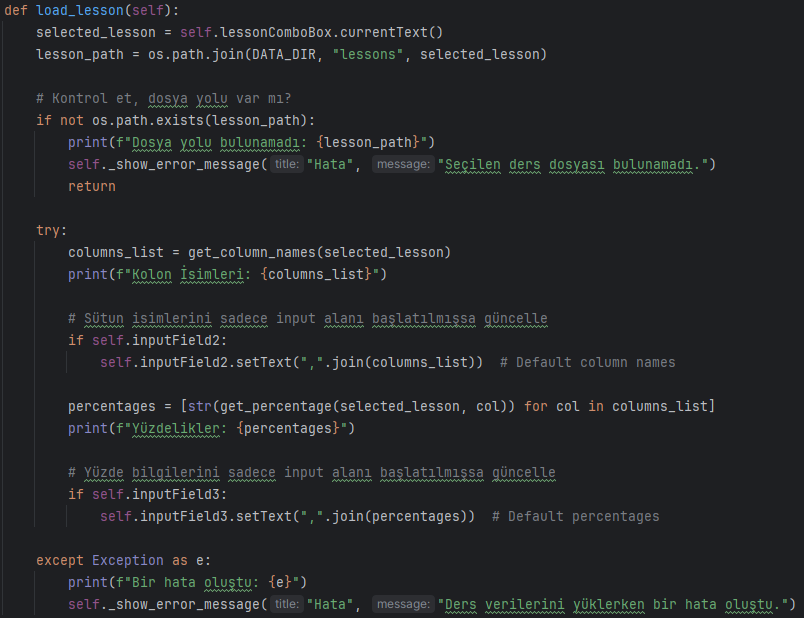 def load_lesson(self):
    selected_lesson = self.lessonComboBox.currentText()
    lesson_path = os.path.join(DATA_DIR, "lessons", selected_lesson)

    # Kontrol et, dosya yolu var mı?
    if not os.path.exists(lesson_path):
        print(f"Dosya yolu bulunamadı: {lesson_path}")
        self._show_error_message( title: "Hata", message: "Seçilen ders dosyası bulunamadı.")
        return

    try:
        columns_list = get_column_names(selected_lesson)
        print(f"Kolon İsimleri: {columns_list}")

        # Sütun isimlerini sadece input alanı başlatılmışsa güncelle
        if self.inputField2:
            self.inputField2.setText(",".join(columns_list))  # Default column names

        percentages = [str(get_percentage(selected_lesson, col)) for col in columns_list]
        print(f"Yüzdelikler: {percentages}")

        # Yüzde bilgilerini sadece input alanı başlatılmışsa güncelle
        if self.inputField3:
            self.inputField3.setText(",".join(percentages))  # Default percentages

    except Exception as e:
        print(f"Bir hata oluştu: {e}")
        self._show_error_message( title: "Hata", message: "Ders verilerini yüklerken bir hata oluştu.")